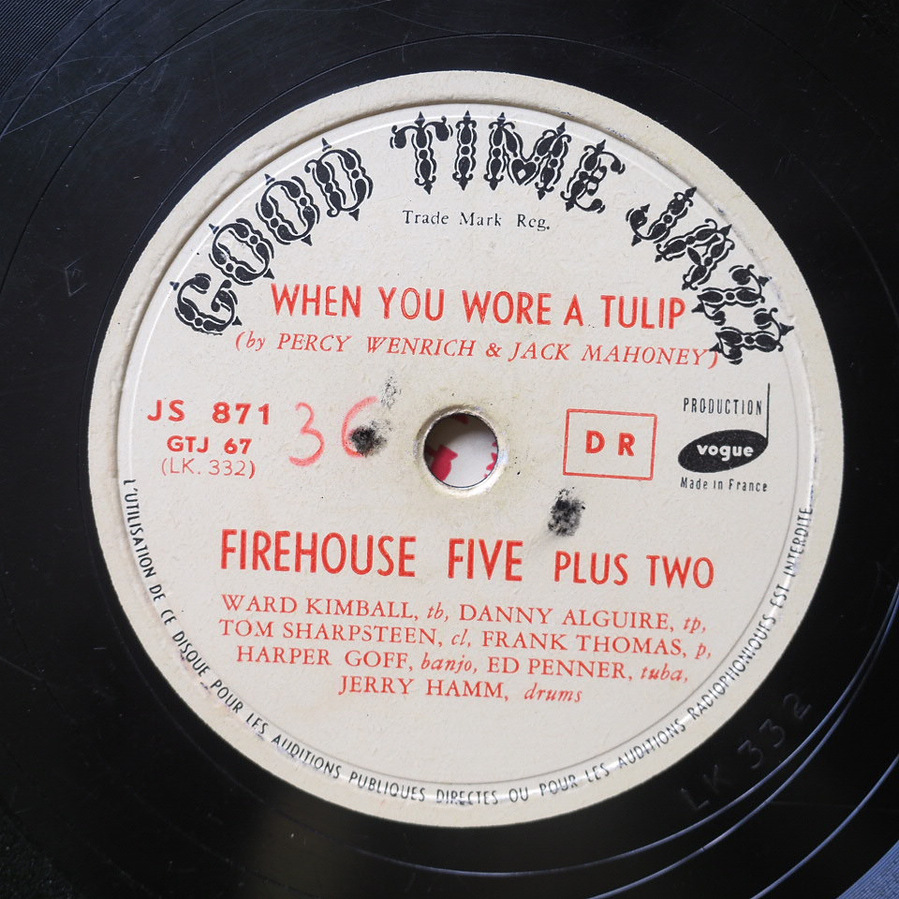 GOOD TIME JAZZ
Trade Mark Reg.
WHEN YOU WORE A TULIP
(by PERCY WENRICH & JACK MAHONEY)
JS 871
GTJ 67
(LK. 332)
36
DR
PRODUCTION
vogue
Made in France
FIREHOUSE FIVE PLUS TWO
WARD KIMBALL, tb, DANNY ALGUIRE, tp,
TOM SHARPSTEEN, cl, FRANK THOMAS, p,
HARPER GOFF, banjo, ED PENNER, tuba,
JERRY HAMM, drums
L'UTILISATION DE CE DISQUE POUR LES AUDITIONS PUBLIQUES DIRECTES OU POUR LES AUDITIONS RADIOPHONIQUES EST INTERDITE
LK 332